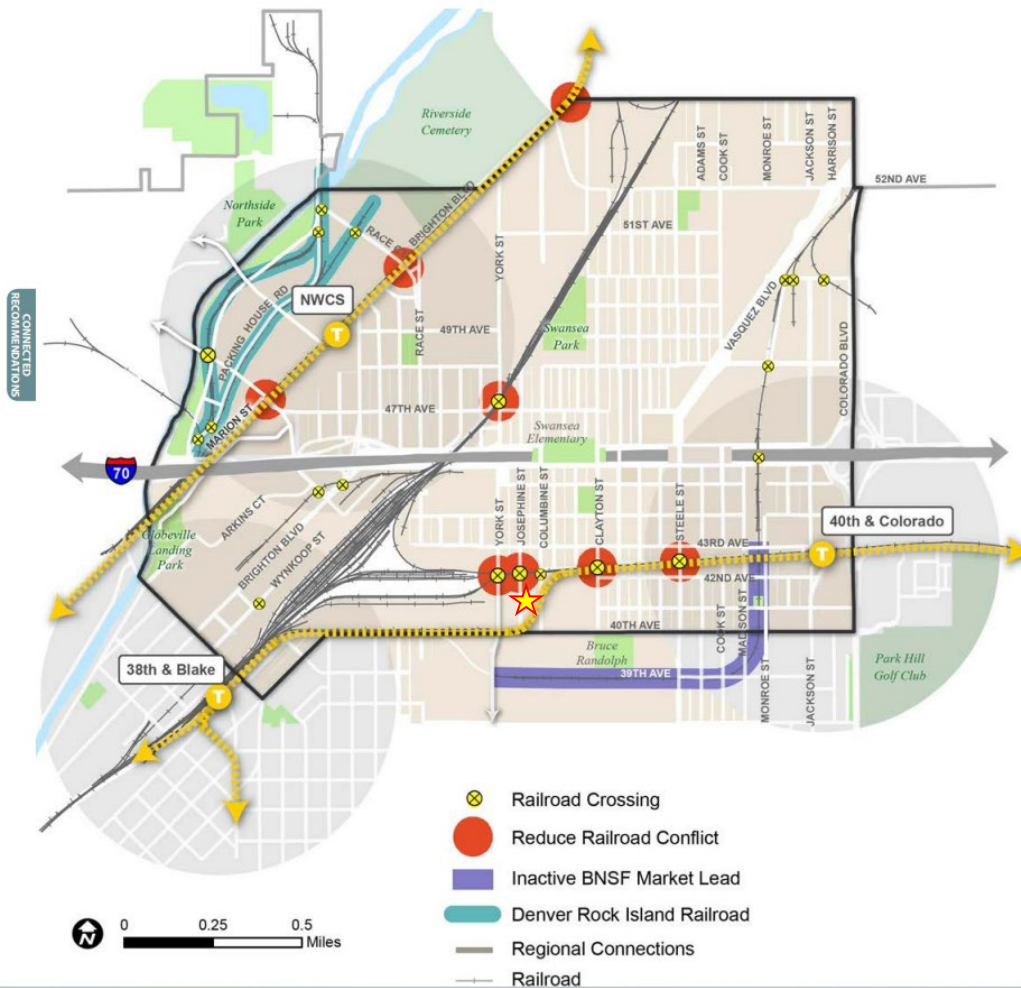 CONNECTED
RECOMMENDATIONS
Riverside
Cemetery
Northside
Park
RACE C
BRIGHTON BLVD
NWCS
T
PACKING HOUSE RD
MARION ST
RACE ST
49TH AVE
47TH AVE
YORK ST
51ST AVE
52ND AVE
ADAMS ST
COOK ST
MONROE ST
JACKSON ST
HARRISON ST
Swansea
Park
VASQUEZ BLVD
COLORADO BLVD
Swansea
Elementary
70
Globeville
Landing
Park
ARKINS CT
BRIGHTON BLVD
WYNKOOP ST
YORK ST
JOSEPHINE ST
COLUMBINE ST
CLAYTON ST
STEELE ST
43RD AVE
42ND AVE
40TH AVE
40th & Colorado
T
COOK ST
MADISON ST
Bruce
Randolph
39TH AVE
MONROE ST
JACKSON ST
Park Hill
Golf Club
38th & Blake
T
Railroad Crossing
Reduce Railroad Conflict
Inactive BNSF Market Lead
Denver Rock Island Railroad
Regional Connections
Railroad
N
0 0.25 0.5
Miles